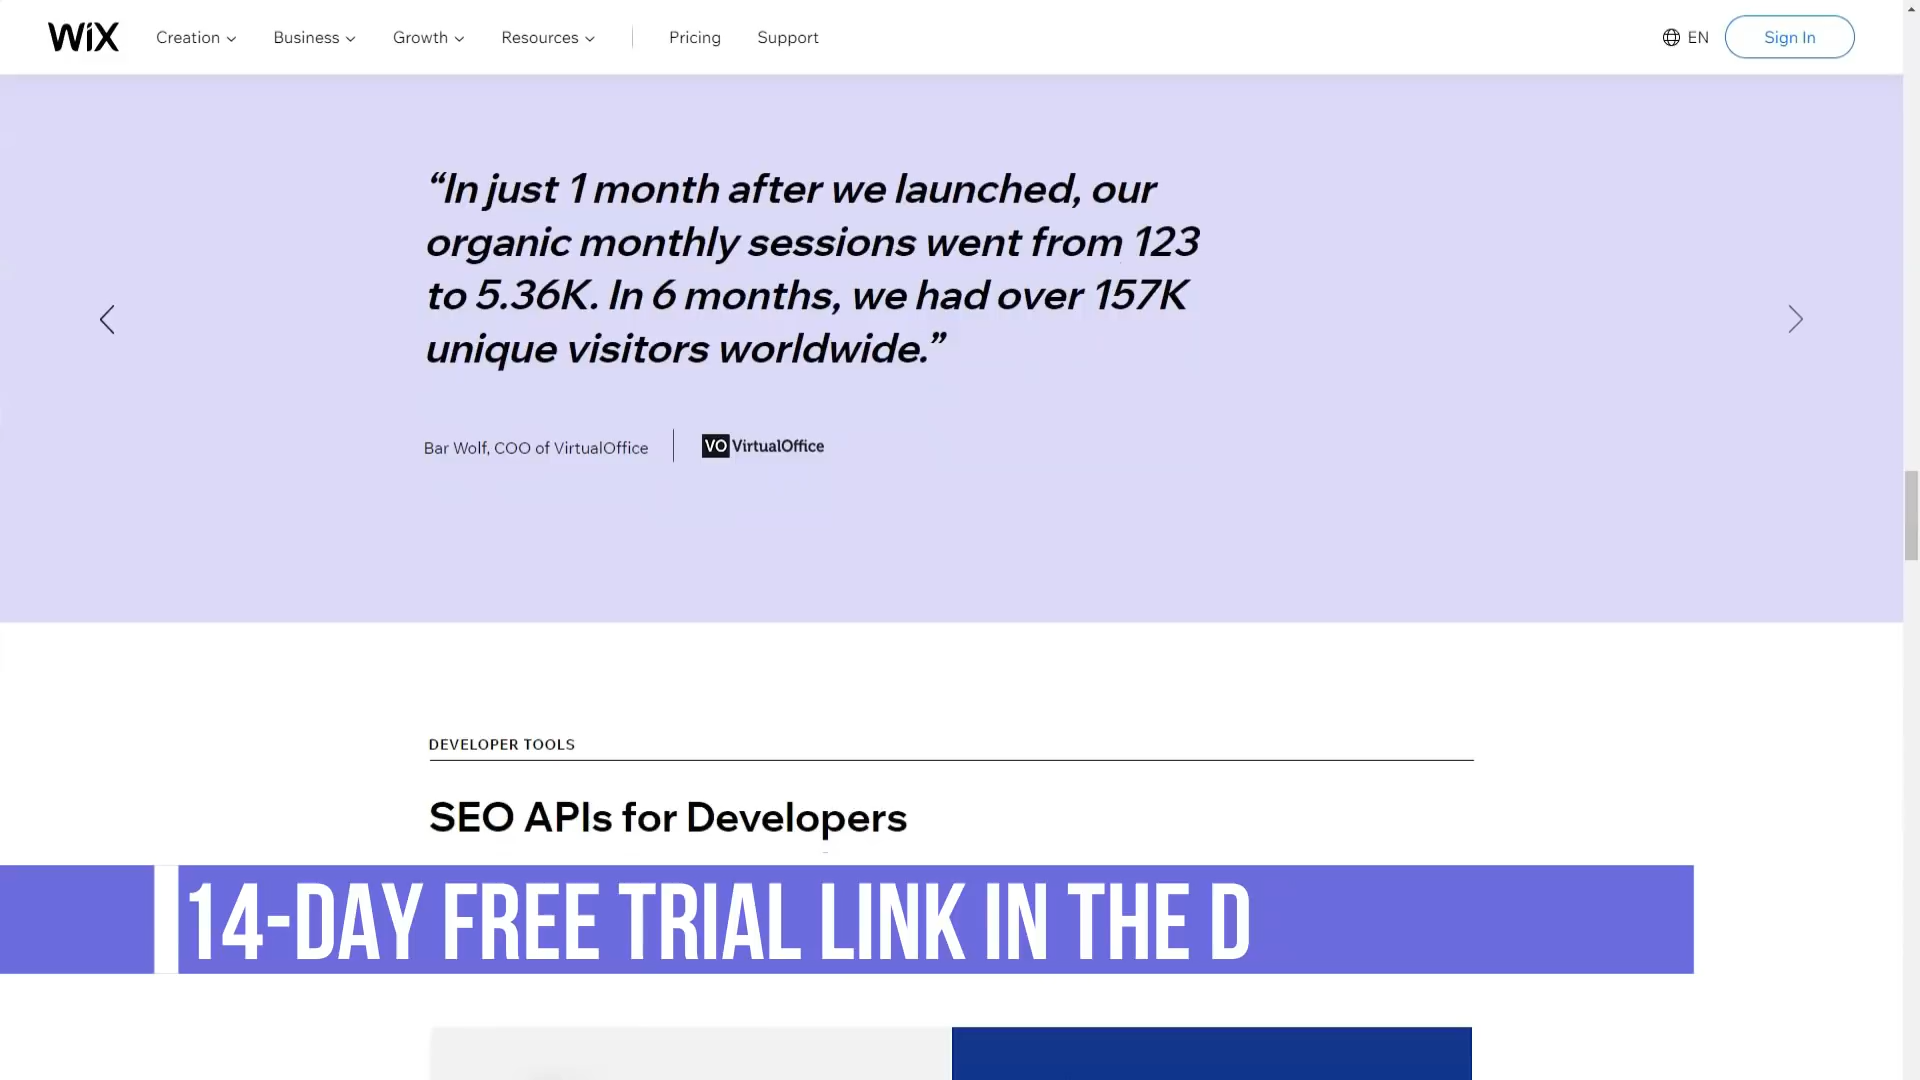 WiX Creation Business Growth Resources Pricing Support EN Sign In
“In just 1 month after we launched, our
organic monthly sessions went from 123
to 5.36K. In 6 months, we had over 157K
unique visitors worldwide.”
Bar Wolf, COO of VirtualOffice VO VirtualOffice
DEVELOPER TOOLS
SEO APIs for Developers
14-DAY FREE TRIAL LINK IN THE D